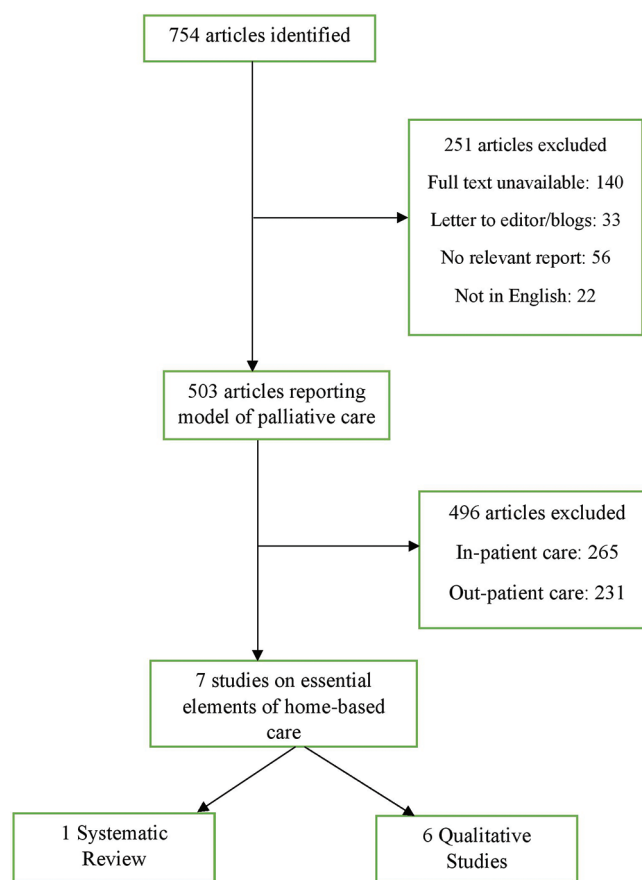 754 articles identified
251 articles excluded
Full text unavailable: 140
Letter to editor/blogs: 33
No relevant report: 56
Not in English: 22
503 articles reporting
model of palliative care
496 articles excluded
In-patient care: 265
Out-patient care: 231
7 studies on essential
elements of home-based
care
1 Systematic
Review
6 Qualitative
Studies